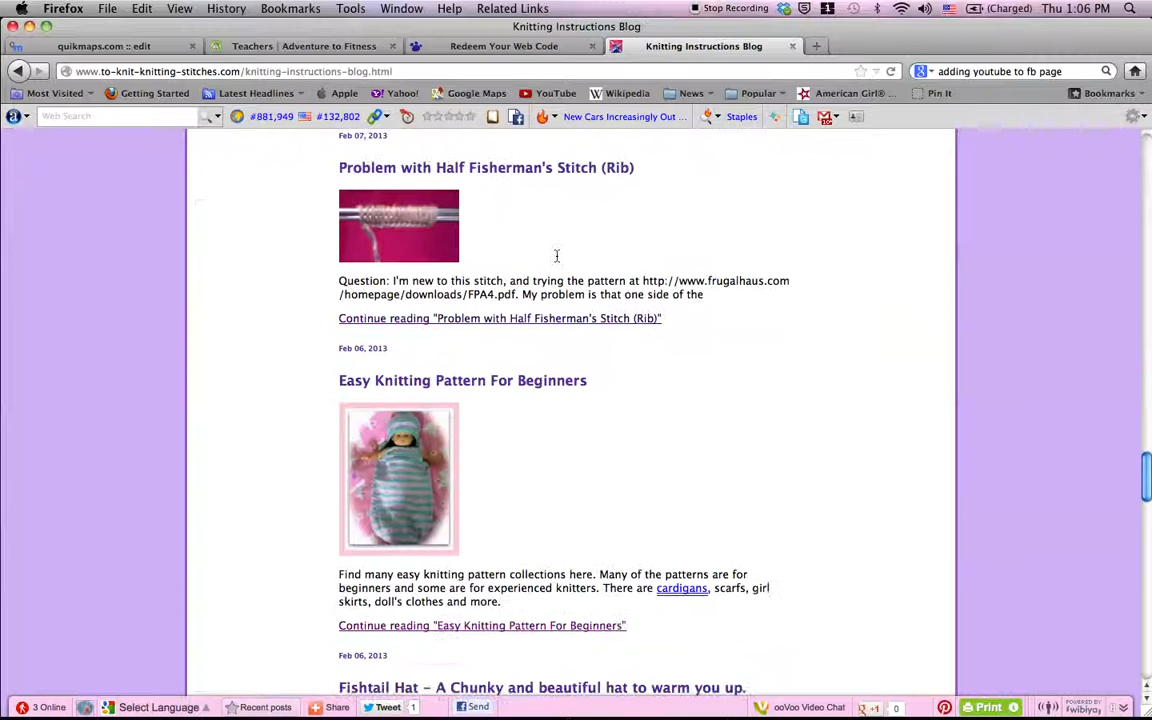 Firefox File Edit View History Bookmarks Tools Window Help Related Links Stop Recording (Charged) Thu 1:06 PM
Knitting Instructions Blog
quikmaps.com :: edit Teachers | Adventure to Fitness Redeem Your Web Code Knitting Instructions Blog
www.to-knit-knitting-stitches.com/knitting-instructions-blog.html adding youtube to fb page
Most Visited Getting Started Latest Headlines Apple Yahoo! Google Maps YouTube Wikipedia News Popular American Girl®... Pin It Bookmarks
Web Search #881,949 #132,802 New Cars Increasingly Out ... Staples
Feb 07, 2013
Problem with Half Fisherman's Stitch (Rib)
Question: I'm new to this stitch, and trying the pattern at http://www.frugalhaus.com
/homepage/downloads/FPA4.pdf. My problem is that one side of the
Continue reading "Problem with Half Fisherman's Stitch (Rib)"
Feb 06, 2013
Easy Knitting Pattern For Beginners
Find many easy knitting pattern collections here. Many of the patterns are for
beginners and some are for experienced knitters. There are cardigans, scarfs, girl
skirts, doll's clothes and more.
Continue reading "Easy Knitting Pattern For Beginners"
Feb 06, 2013
Fishtail Hat - A Chunky and beautiful hat to warm you up.
3 Online Select Language Recent posts Share Tweet 1 Send ooVoo Video Chat +1 0 Print POWERED BY wibiya